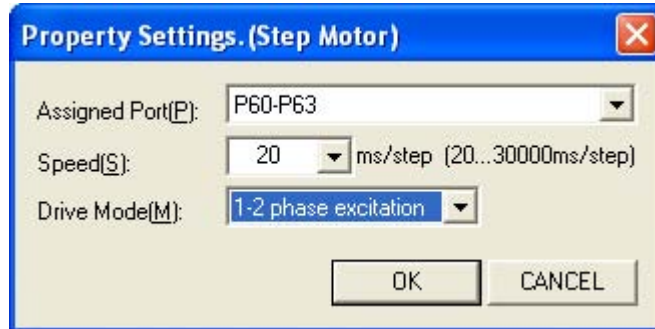 Property Settings.(Step Motor)
Assigned Port(P): P60-P63
Speed(S): 20 ms/step (20...30000ms/step)
Drive Mode(M): 1-2 phase excitation
OK CANCEL